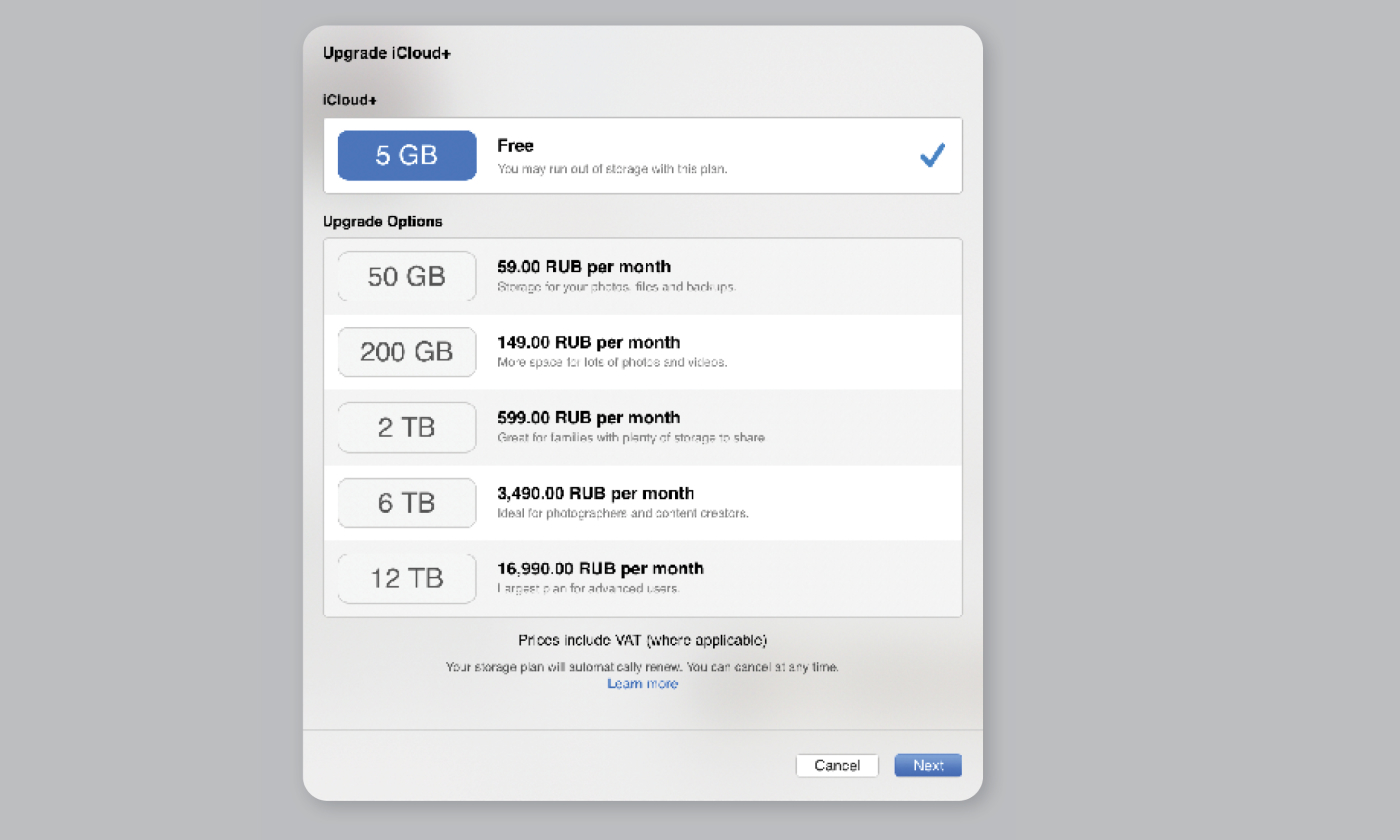 Upgrade iCloud+
iCloud+
5 GB
Free
You may run out of storage with this plan.
Upgrade Options
50 GB
59.00 RUB per month
Storage for your photos, files and backups.
200 GB
149.00 RUB per month
More space for lots of photos and videos.
2 TB
599.00 RUB per month
Great for families with plenty of storage to share
6 TB
3,490.00 RUB per month
Ideal for photographers and content creators.
12 TB
16,990.00 RUB per month
Largest plan for advanced users.
Prices include VAT (where applicable)
Your storage plan will automatically renew. You can cancel at any time.
Learn more
Cancel
Next